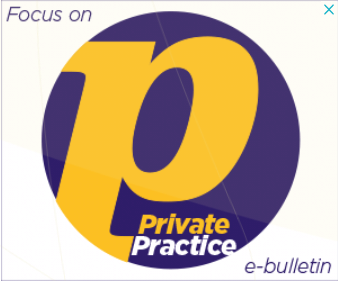 Focus on
p
Private
Practice
e-bulletin